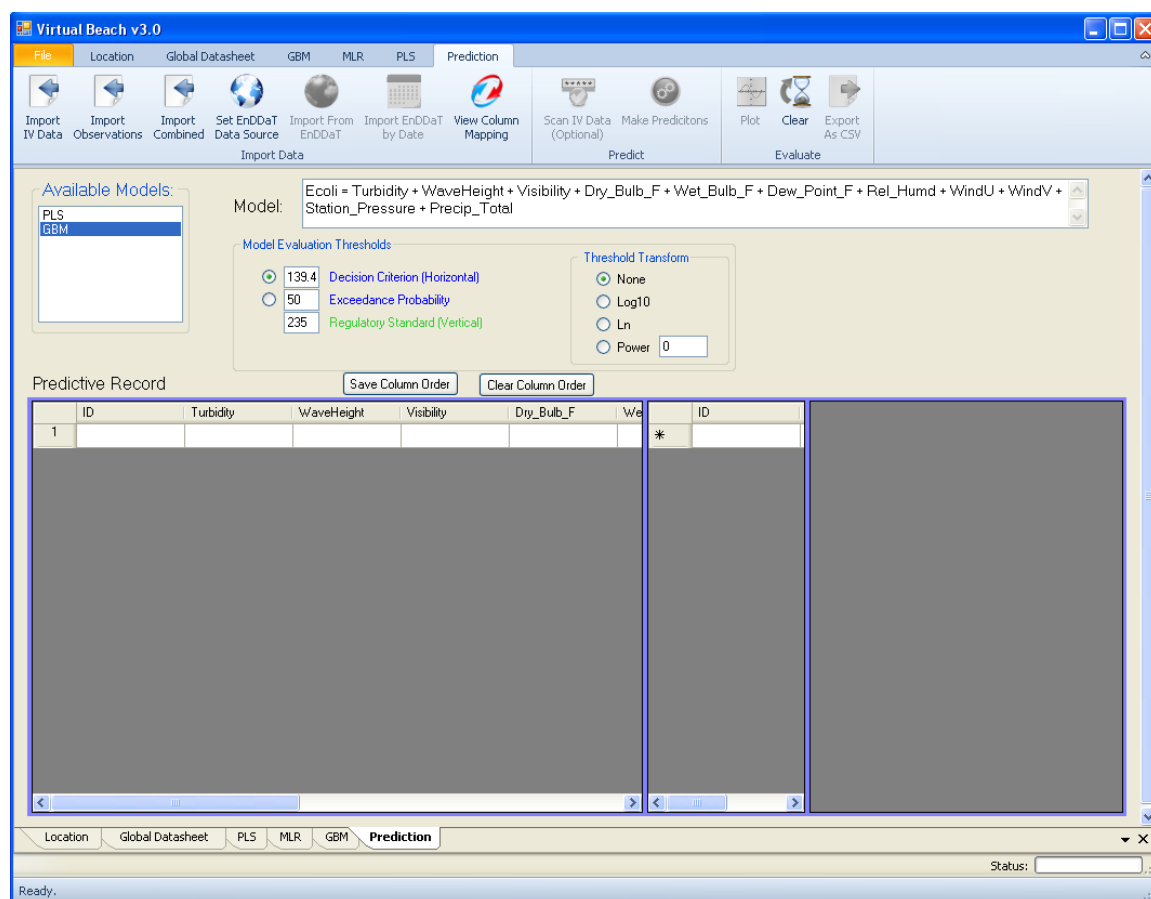 Virtual Beach v3.0
File Location Global Datasheet GBM MLR PLS Prediction
Import IV Data
Import Observations
Import Combined
Set EnDDaT Data Source
Import From EnDDaT
Import EnDDaT by Date
View Column Mapping
Scan IV Data (Optional)
Make Predicitons
Plot
Clear
Export As CSV
Import Data Predict Evaluate
Available Models:
PLS
GBM
Model:
Ecoli = Turbidity + WaveHeight + Visibility + Dry_Bulb_F + Wet_Bulb_F + Dew_Point_F + Rel_Humd + WindU + WindV +
Station_Pressure + Precip_Total
Model Evaluation Thresholds
139.4 Decision Criterion (Horizontal)
50 Exceedance Probability
235 Regulatory Standard (Vertical)
Threshold Transform
None
Log10
Ln
Power 0
Predictive Record Save Column Order Clear Column Order
ID Turbidity WaveHeight Visibility Dry_Bulb_F We ID
1
Location Global Datasheet PLS MLR GBM Prediction
Status:
Ready.